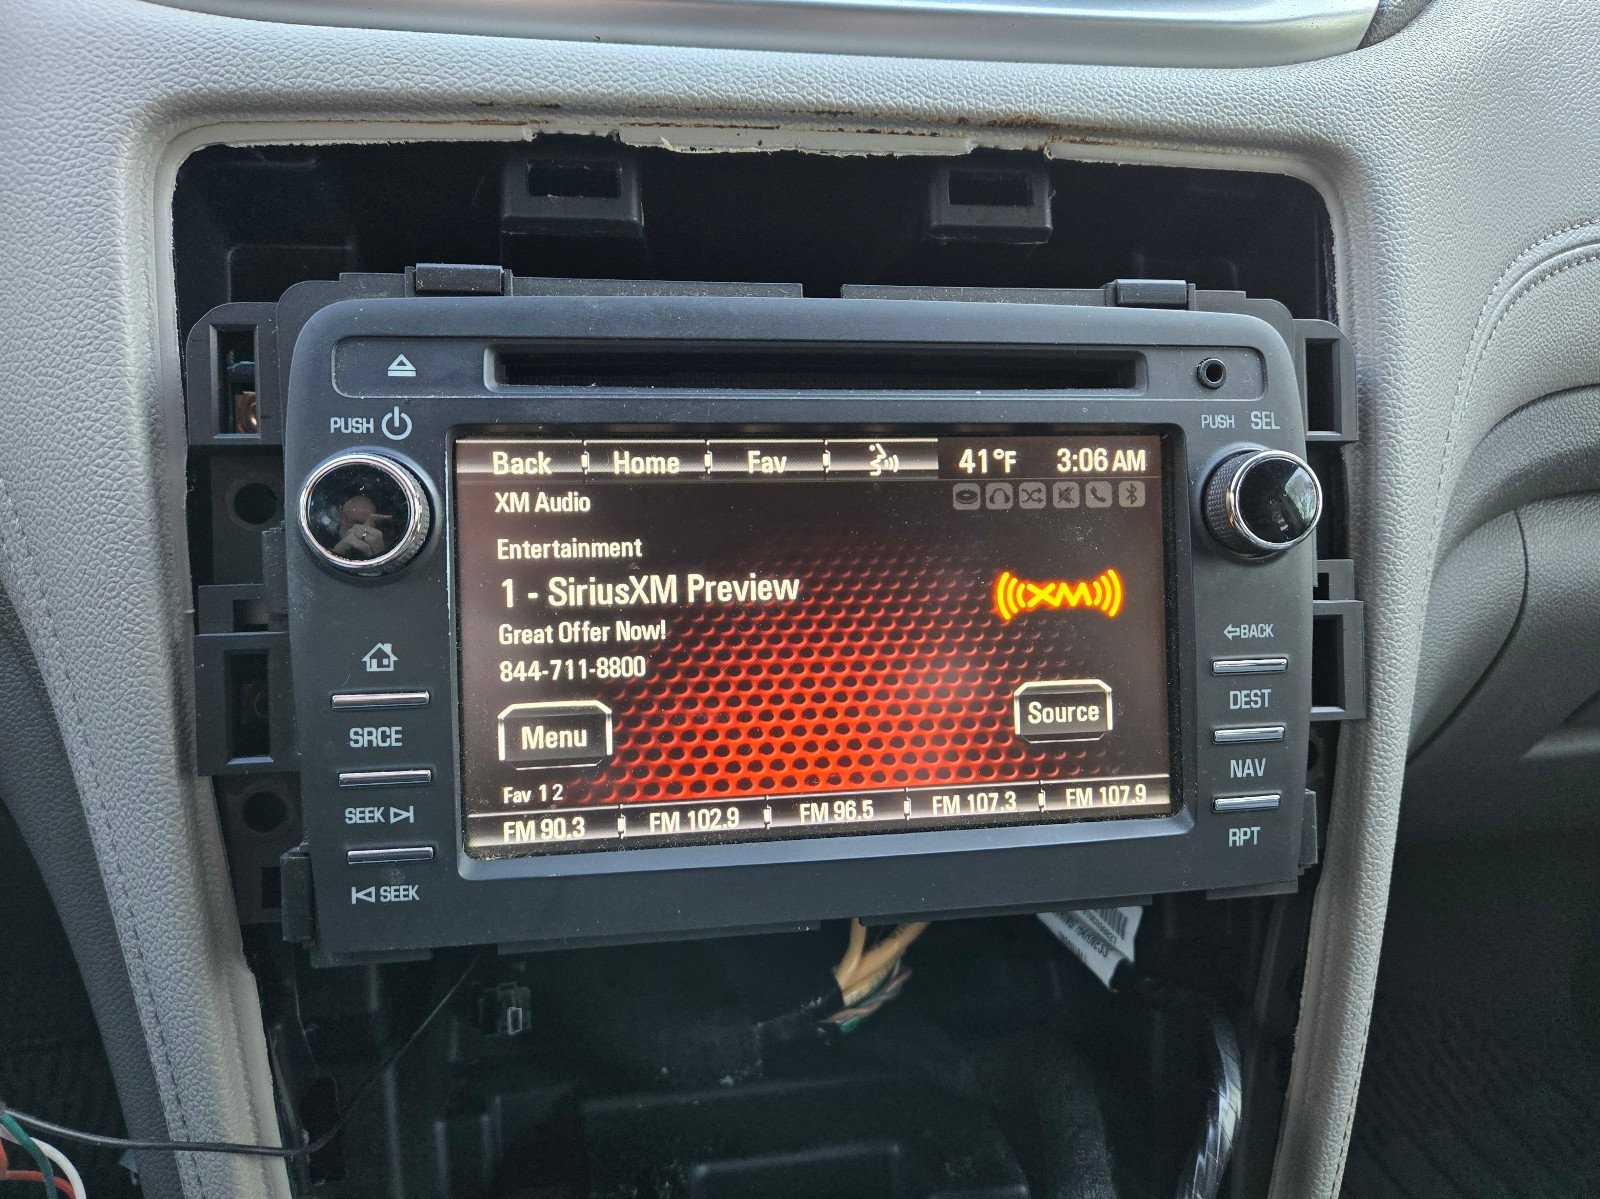 PUSH
PUSH SEL
Back Home Fav 41°F 3:06 AM
XM Audio
Entertainment
1 - SiriusXM Preview
XM
Great Offer Now!
844-711-8800
Menu
Source
Fav 1 2
FM 90.3 FM 102.9 FM 96.5 FM 107.3 FM 107.9
SRCE
SEEK
SEEK
BACK
DEST
NAV
RPT
HARNESS